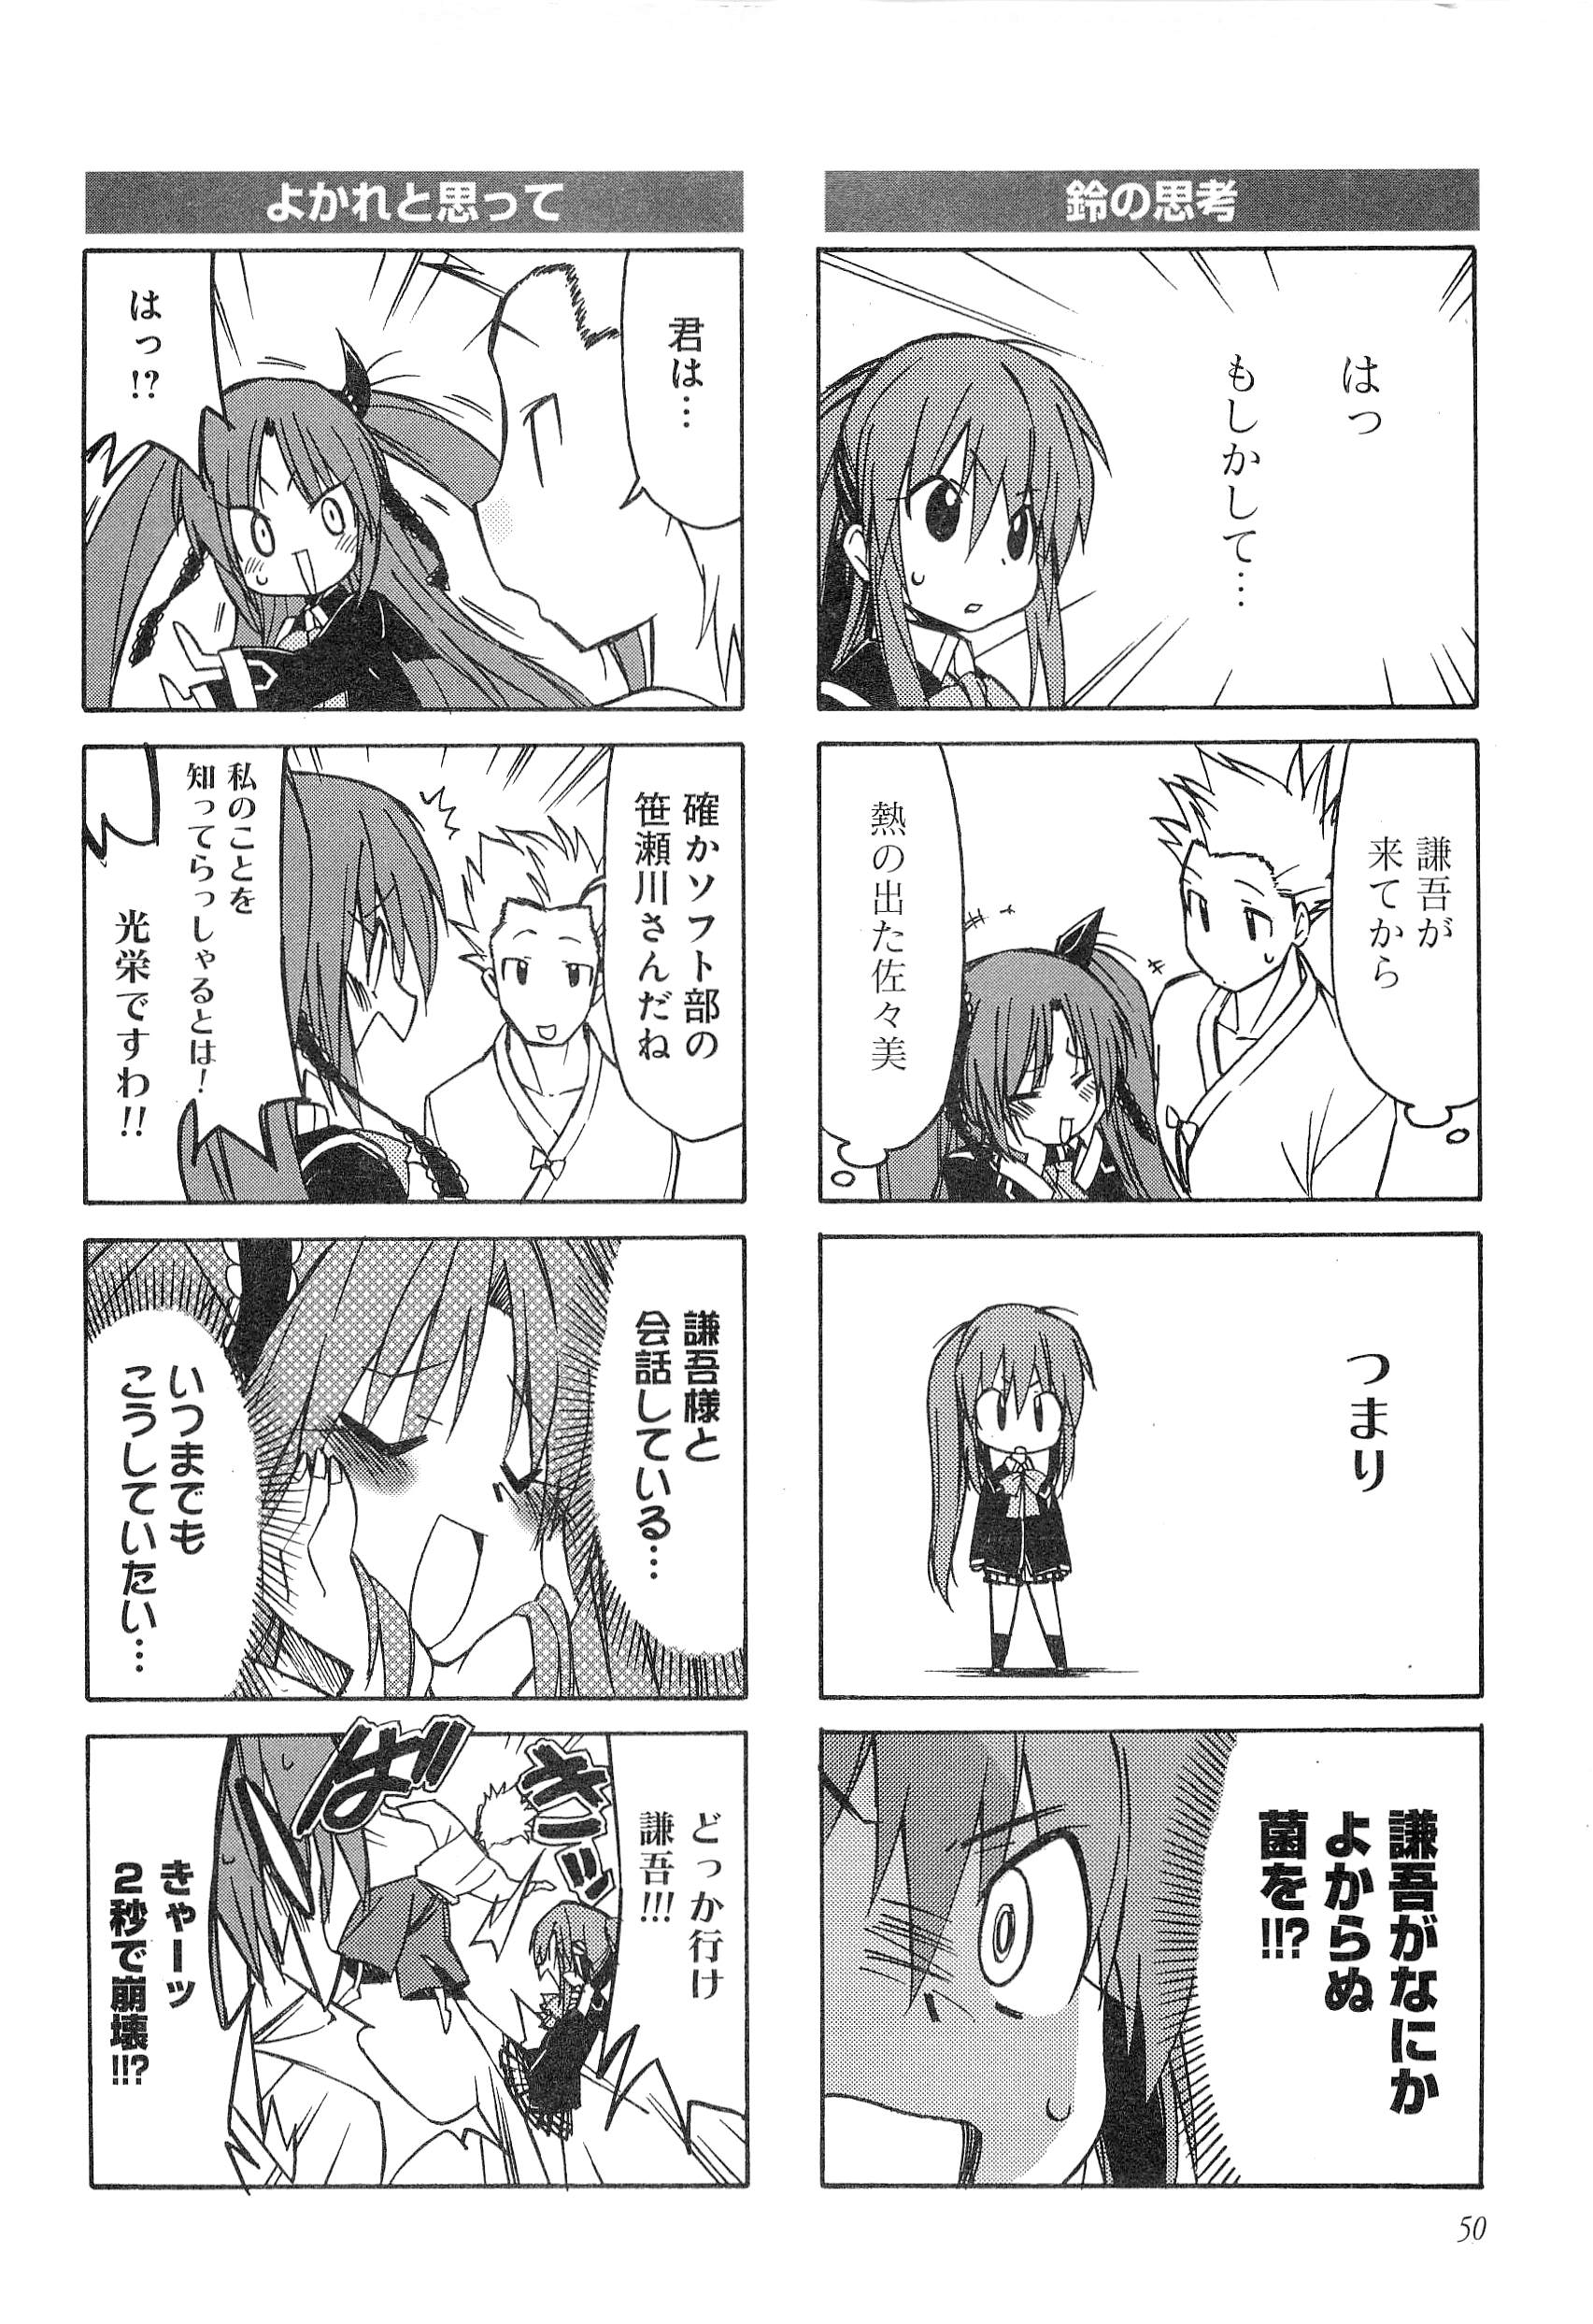 鈴の思考
はっ
もしかして…
謙吾が
来てから
熱の出た佐々美
つまり
謙吾がなにか
よからぬ
菌を!!?
よかれと思って
君は…
はっ!?
確かソフト部の
笹瀬川さんだね
私のことを
知ってらっしゃるとは!
光栄ですわ!!
謙吾様と
会話している…
いつまでも
こうしていたい…
どっか行け
謙吾!!!
ばきッ
きゃーッ
2秒で崩壊!!?
50